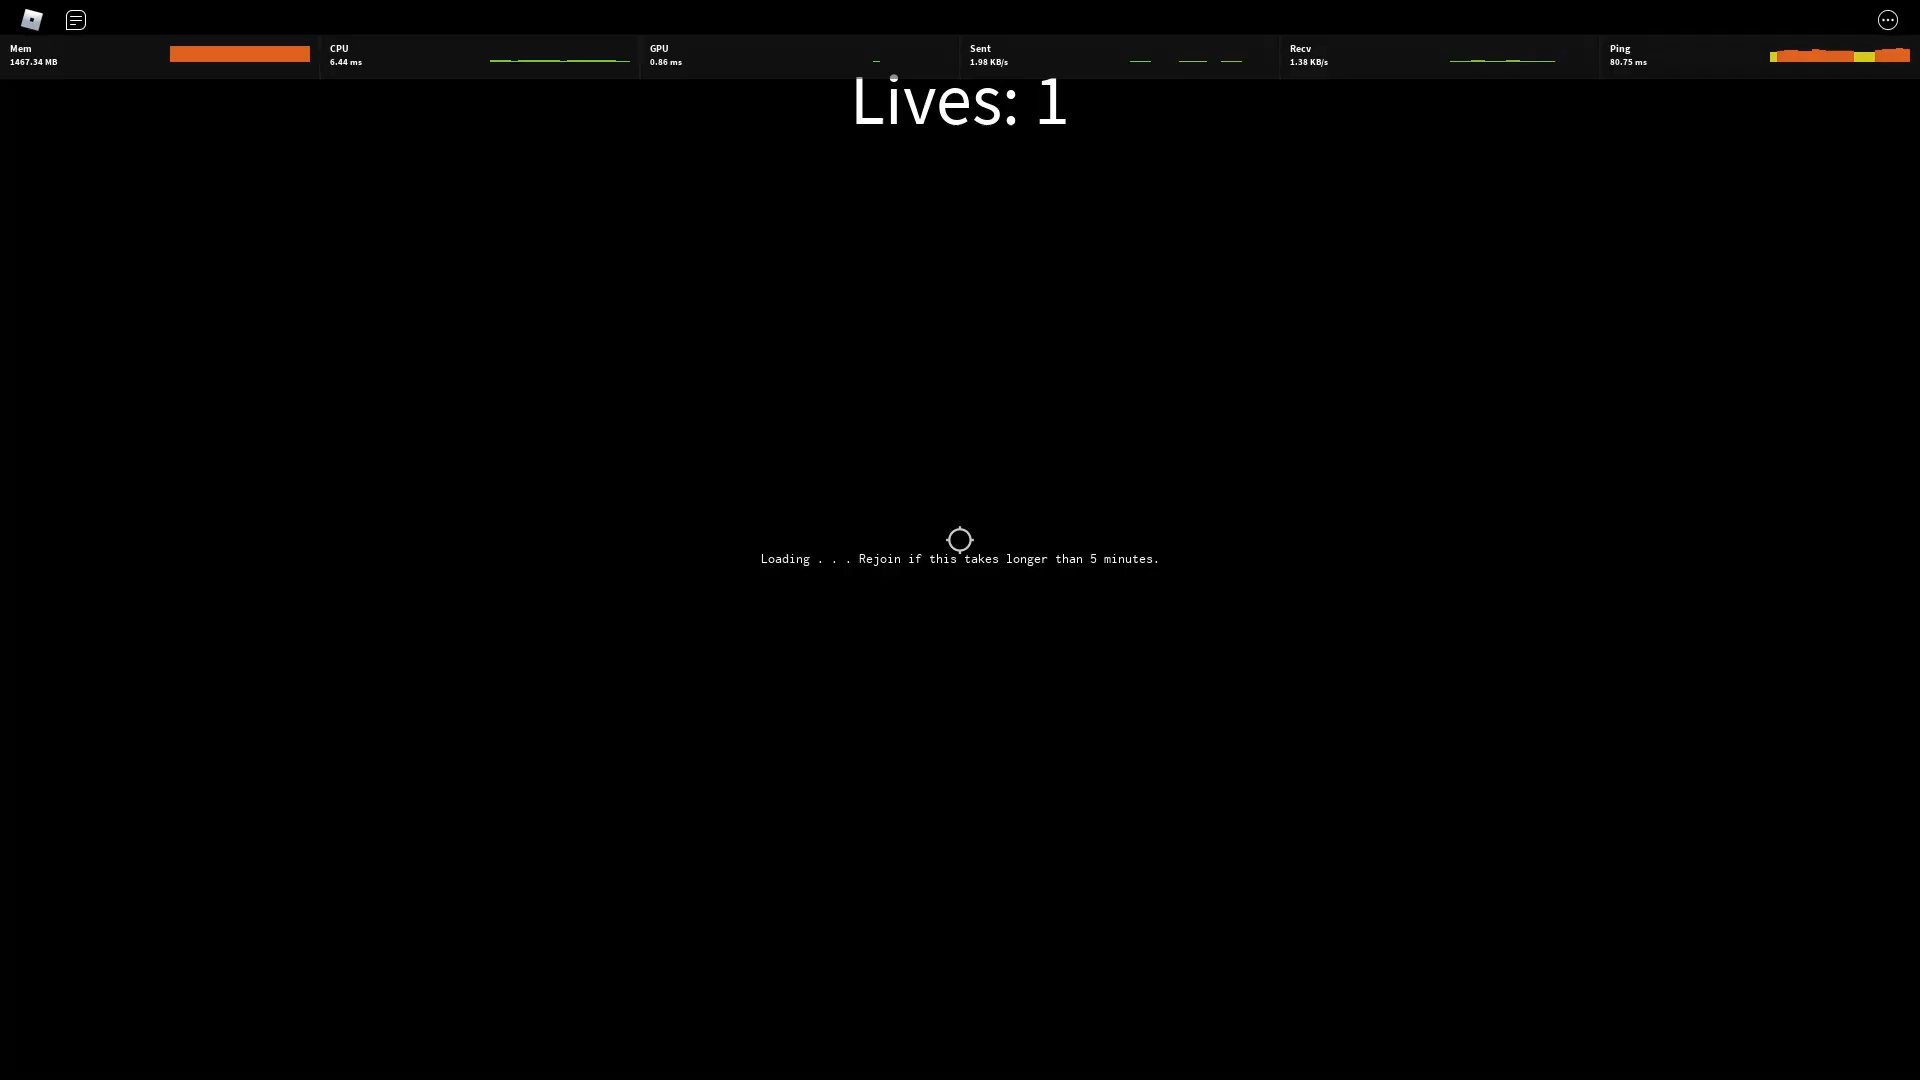 Mem
1467.34 MB
CPU
6.44 ms
GPU
0.86 ms
Sent
1.98 KB/s
Recv
1.38 KB/s
Ping
80.75 ms
Lives: 1
Loading . . . Rejoin if this takes longer than 5 minutes.